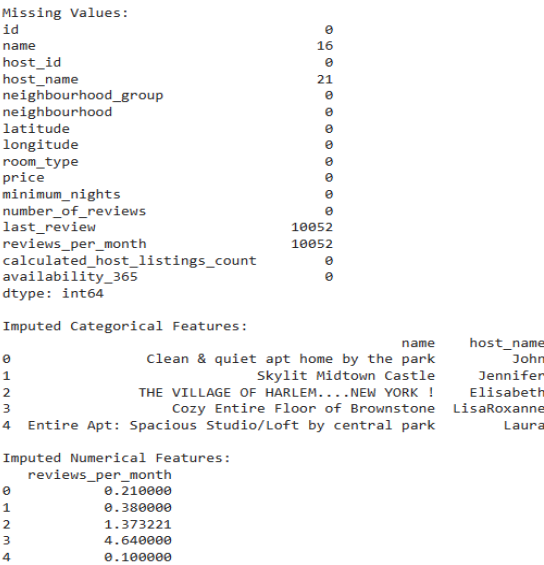 Missing Values:
id                                    0
name                                 16
host_id                               0
host_name                            21
neighbourhood_group                   0
neighbourhood                         0
latitude                              0
longitude                             0
room_type                             0
price                                 0
minimum_nights                        0
number_of_reviews                     0
last_review                       10052
reviews_per_month                 10052
calculated_host_listings_count        0
availability_365                      0
dtype: int64

Imputed Categorical Features:
                                               name    host_name
0                Clean & quiet apt home by the park         John
1                             Skylit Midtown Castle     Jennifer
2               THE VILLAGE OF HARLEM....NEW YORK !    Elisabeth
3                   Cozy Entire Floor of Brownstone  LisaRoxanne
4  Entire Apt: Spacious Studio/Loft by central park        Laura

Imputed Numerical Features:
   reviews_per_month
0           0.210000
1           0.380000
2           1.373221
3           4.640000
4           0.100000